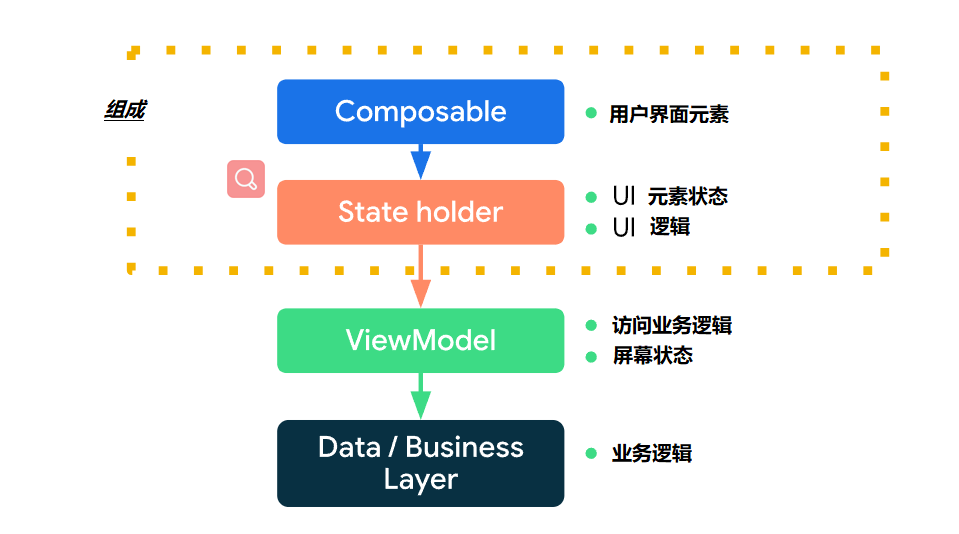 组成
Composable
用户界面元素
State holder
UI 元素状态
UI 逻辑
ViewModel
访问业务逻辑
屏幕状态
Data / Business
Layer
业务逻辑